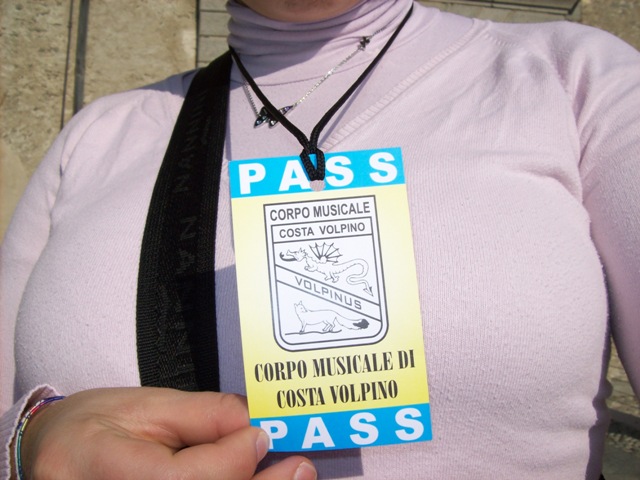 PASS
CORPO MUSICALE
COSTA VOLPINO
VOLPINUS
CORPO MUSICALE DI
COSTA VOLPINO
PASS